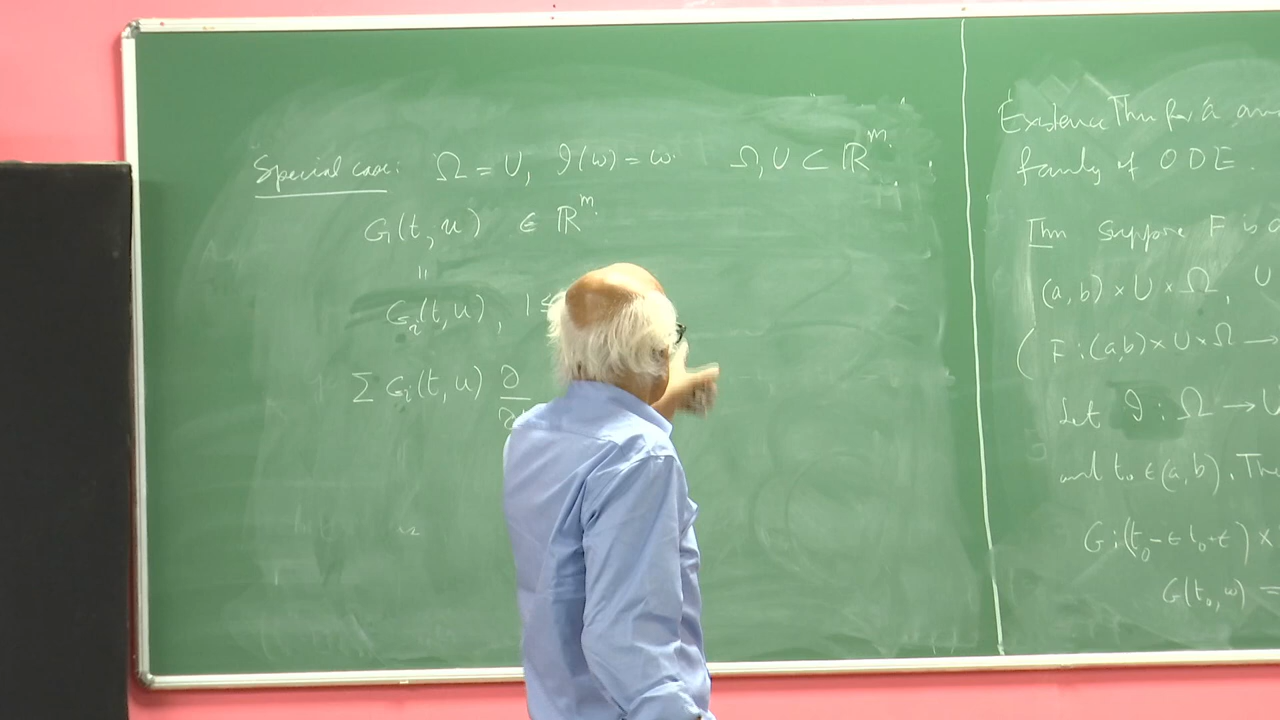 Special case: Ω = U, ϑ(ω) = ω. Ω, U ⊂ ℝ^m.
G(t, u) ∈ ℝ^m.
"
G_i(t, u), 1 ≤
Σ G_i(t, u) ∂/∂
Existence Thm for a
family of ODE.
Thm Suppose F is
(a, b) × U × Ω, U
( F : (a, b) × U × Ω →
Let ϑ : Ω → U
and t_0 ∈ (a, b). The
G : (t_0 - ε, t_0 + ε) ×
G(t_0, ω) =